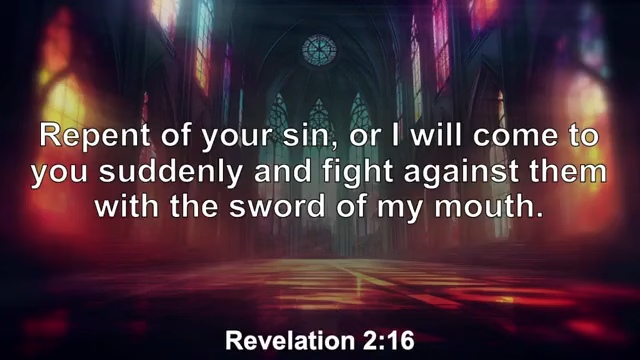 Repent of your sin, or I will come to
you suddenly and fight against them
with the sword of my mouth.
Revelation 2:16